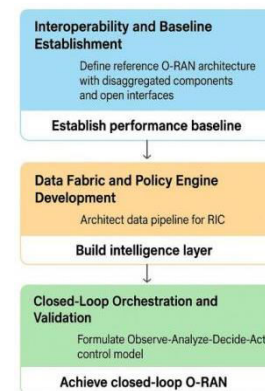 Interoperability and Baseline
Establishment
Define reference O-RAN architecture
with disaggregated components
and open interfaces
Establish performance baseline
Data Fabric and Policy Engine
Development
Architect data pipeline for RIC
Build intelligence layer
Closed-Loop Orchestration and
Validation
Formulate Observe-Analyze-Decide-Act
control model
Achieve closed-loop O-RAN